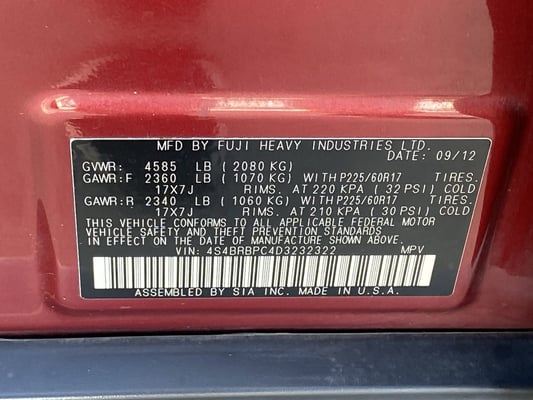 MFD BY FUJI HEAVY INDUSTRIES LTD.
DATE: 09/12
GVWR: 4585 LB (2080 KG)
GAWR:F 2360 LB (1070 KG) WITH P225/60R17 TIRES.
17X7J RIMS. AT 220 KPA (32 PSI) COLD
GAWR:R 2340 LB (1060 KG) WITH P225/60R17 TIRES.
17X7J RIMS. AT 210 KPA (30 PSI) COLD
THIS VEHICLE CONFORMS TO ALL APPLICABLE FEDERAL MOTOR
VEHICLE SAFETY AND THEFT PREVENTION STANDARDS IN EFFECT
ON THE DATE OF MANUFACTURE SHOWN ABOVE.
VIN: 4S4BRBPC4D3232322 MPV
ASSEMBLED BY SIA INC. MADE IN U.S.A.